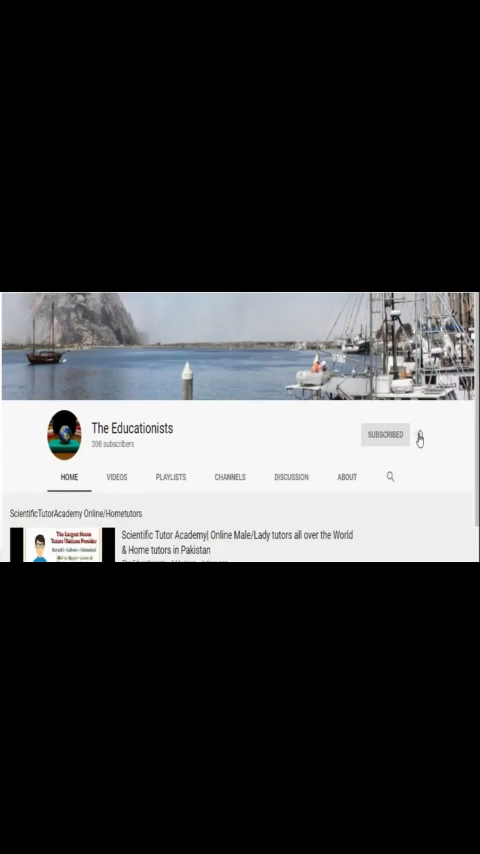 The Educationists
308 subscribers
SUBSCRIBED
HOME VIDEOS PLAYLISTS CHANNELS DISCUSSION ABOUT
ScientificTutorAcademy Online/Hometutors
The Largest Home
Tutors Provider
Scientific Tutor Academy| Online Male/Lady tutors all over the World
& Home tutors in Pakistan